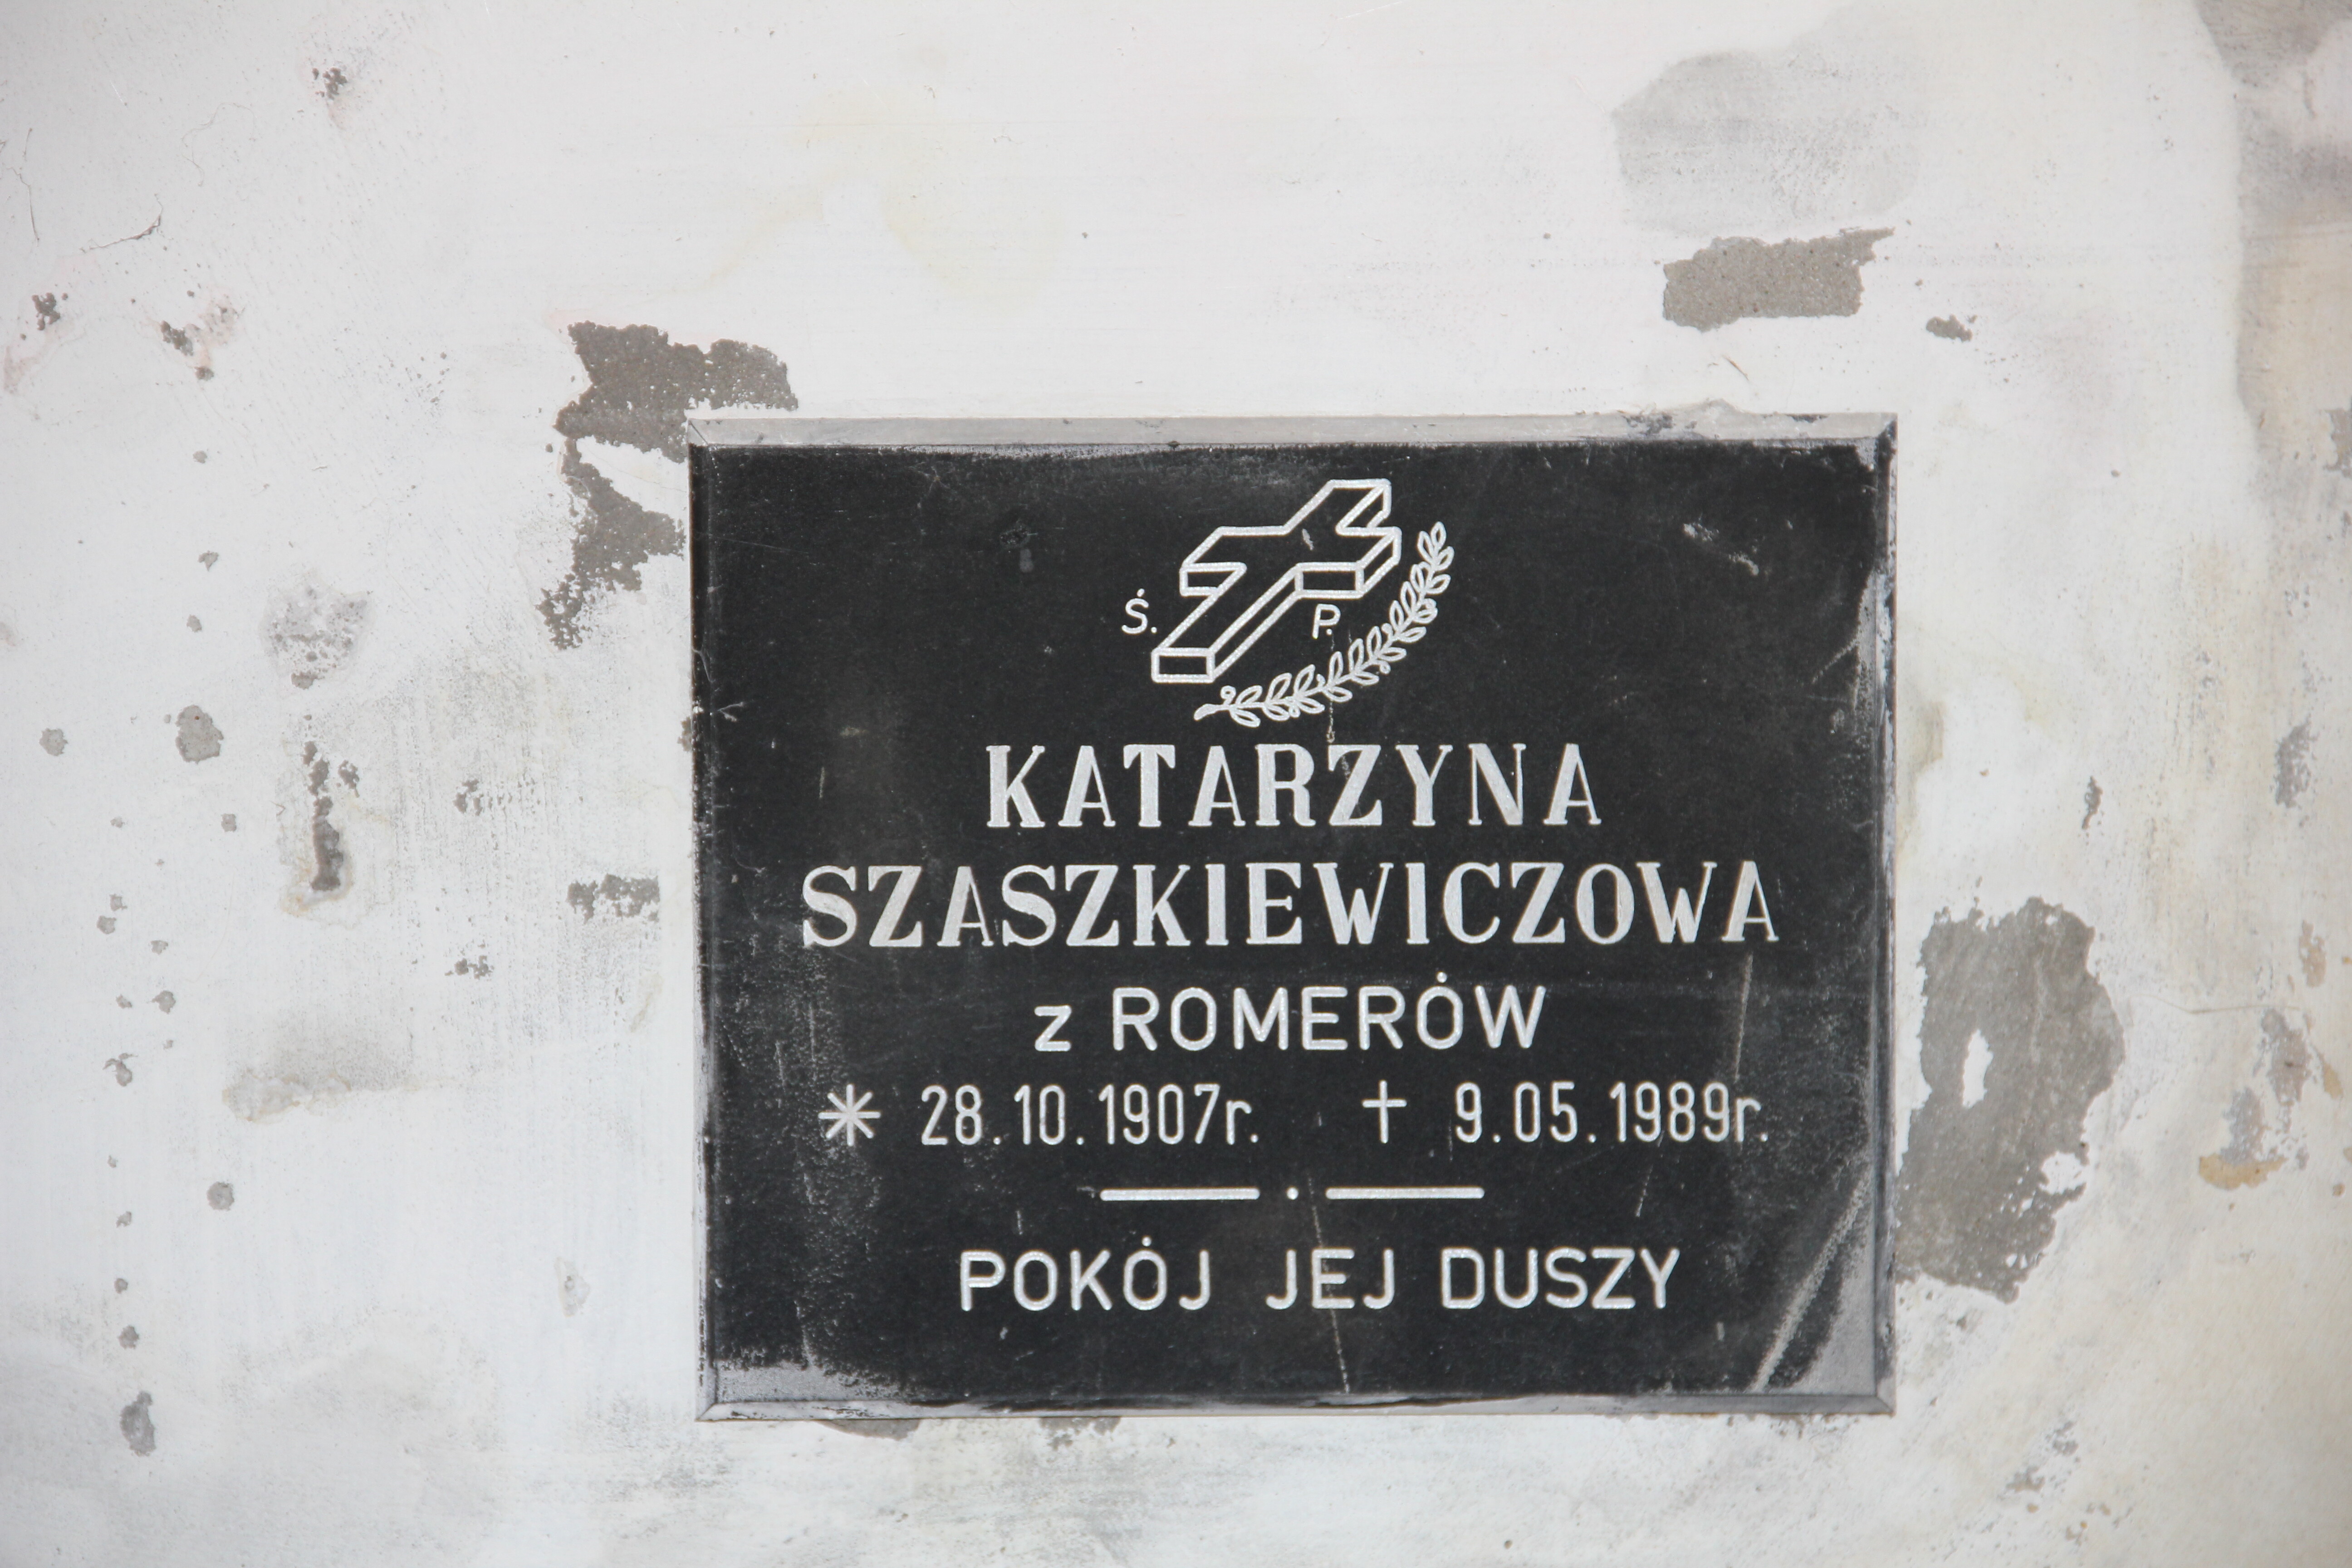 Ś. P.
KATARZYNA
SZASZKIEWICZOWA
z ROMERÓW
* 28.10.1907r. † 9.05.1989r.
POKÓJ JEJ DUSZY